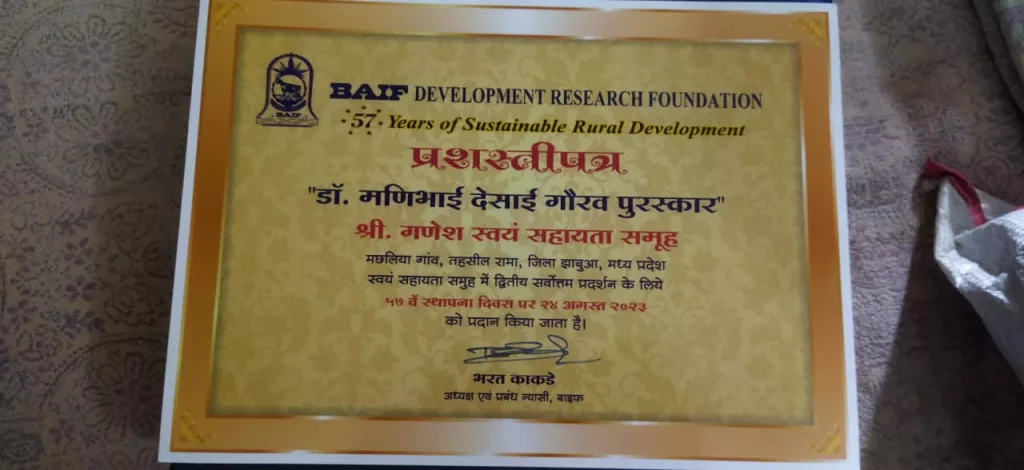 BAIF
BAIF DEVELOPMENT RESEARCH FOUNDATION
57 Years of Sustainable Rural Development
प्रशस्तीपत्र
"डॉ. मणिभाई देसाई गौरव पुरस्कार"
श्री. गणेश स्वयं सहायता समूह
मछलिया गांव, तहसील रामा, जिला झाबुआ, मध्य प्रदेश
स्वयं सहायता समुह में द्वितीय सर्वोत्तम प्रदर्शन के लिये
५७ वें स्थापना दिवस पर २४ अगस्त २०२३
को प्रदान किया जाता है।
भरत काकडे
अध्यक्ष एवं प्रबंध न्यासी, बाइफ